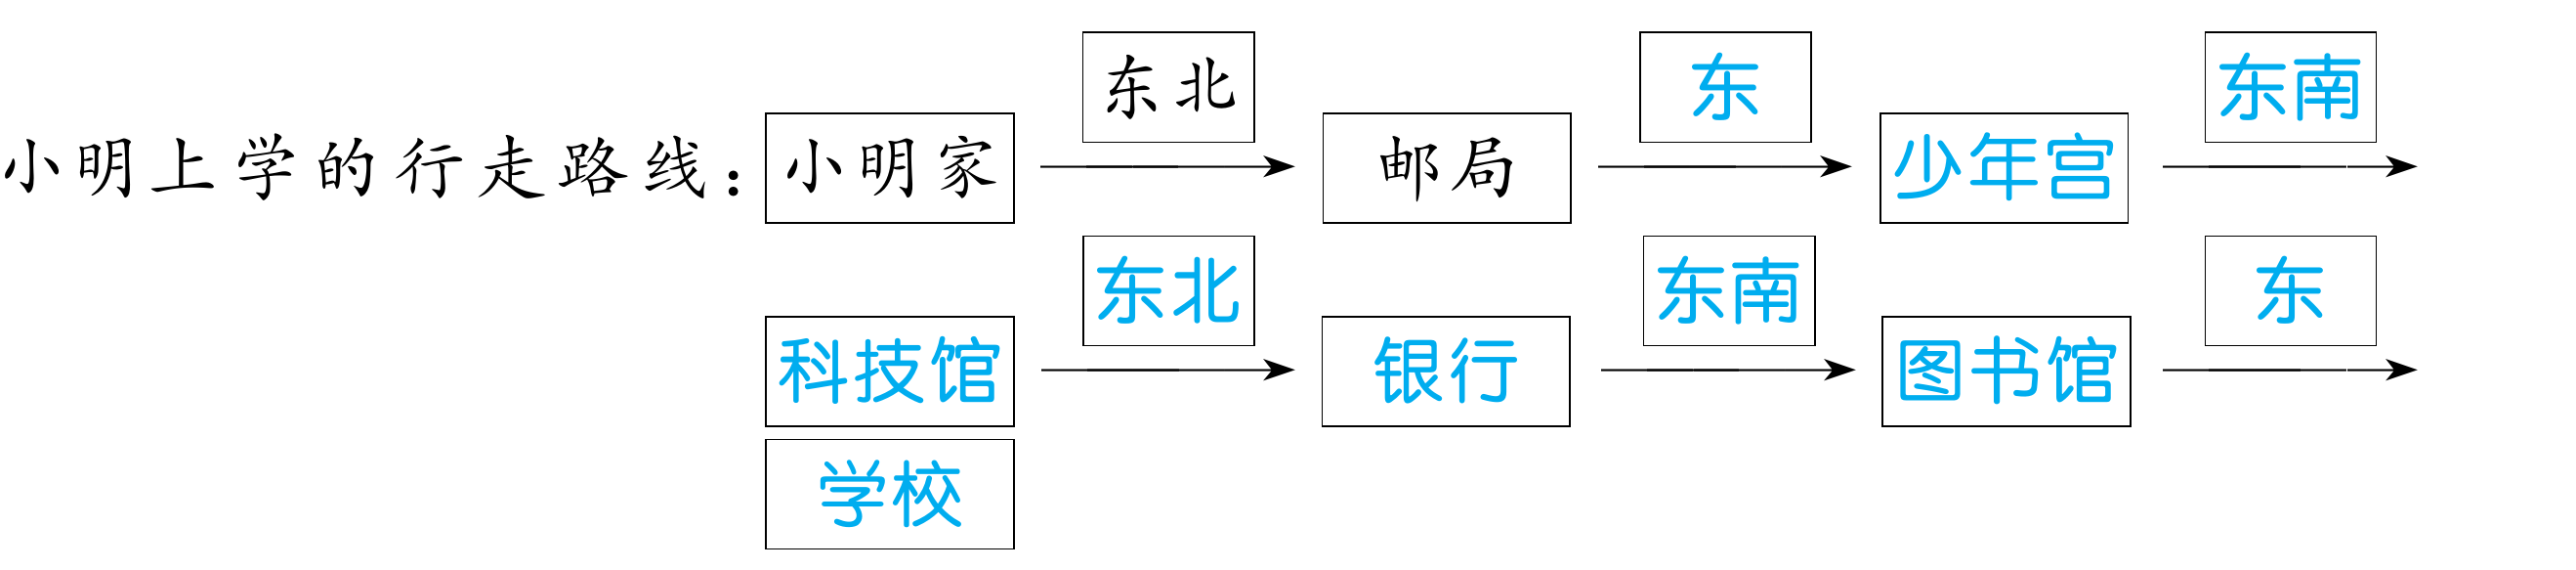 东北 东 东南
小明上学的行走路线：小明家 邮局 少年宫
东北 东南 东
科技馆 银行 图书馆
学校